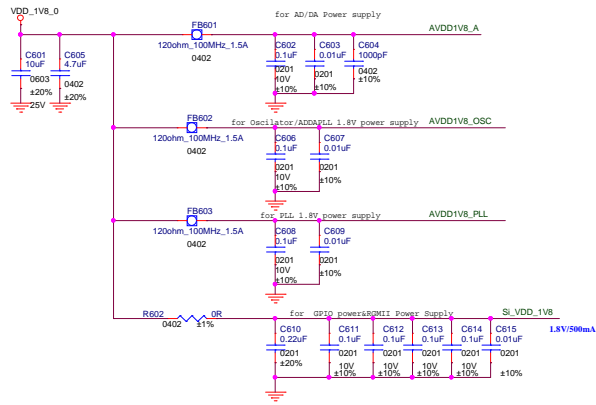 VDD_1V8_0
for AD/DA Power supply
FB601
AVDD1V8_A
120ohm_100MHz_1.5A
0402
C601
10uF
0603
±20%
25V
C605
4.7uF
0402
±20%
C602
0.1uF
0201
10V
±10%
C603
0.01uF
0201
±10%
C604
1000pF
0402
±10%
FB602
for Oscilator/ADDAPLL 1.8V power supply
AVDD1V8_OSC
120ohm_100MHz_1.5A
0402
C606
0.1uF
0201
10V
±10%
C607
0.01uF
0201
±10%
FB603
for PLL 1.8V power supply
AVDD1V8_PLL
120ohm_100MHz_1.5A
0402
C608
0.1uF
0201
10V
±10%
C609
0.01uF
0201
±10%
R602
0R
0402
±1%
for GPIO power&RGMII Power Supply
Si_VDD_1V8
1.8V/500mA
C610
0.22uF
0201
±20%
C611
0.1uF
0201
10V
±10%
C612
0.1uF
0201
10V
±10%
C613
0.1uF
0201
10V
±10%
C614
0.1uF
0201
10V
±10%
C615
0.01uF
0201
±10%